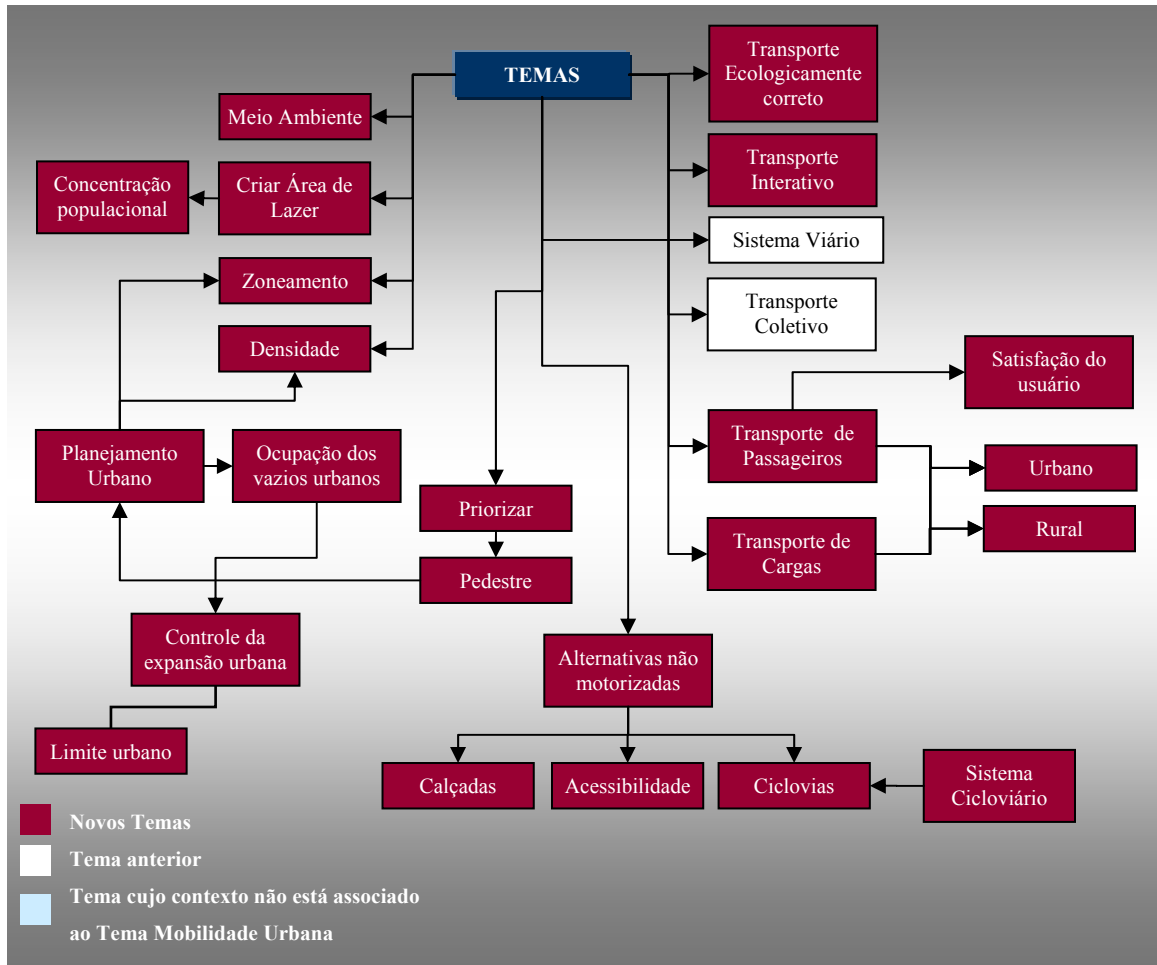 TEMAS
Transporte
Ecologicamente
correto
Meio Ambiente
Transporte
Interativo
Concentração
populacional
Criar Área de
Lazer
Sistema Viário
Zoneamento
Transporte
Coletivo
Densidade
Satisfação do
usuário
Planejamento
Urbano
Ocupação dos
vazios urbanos
Transporte de
Passageiros
Urbano
Priorizar
Rural
Transporte de
Cargas
Pedestre
Controle da
expansão urbana
Alternativas não
motorizadas
Limite urbano
Calçadas
Acessibilidade
Ciclovias
Sistema
Cicloviário
Novos Temas
Tema anterior
Tema cujo contexto não está associado
ao Tema Mobilidade Urbana